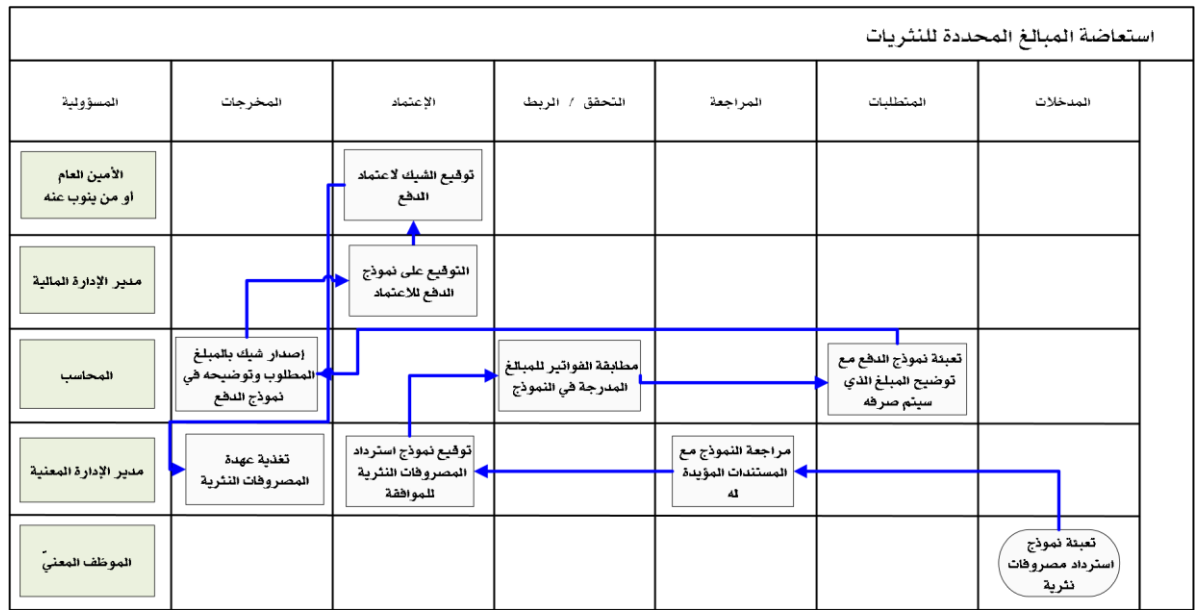 استعاضة المبالغ المحددة للنثريات
المدخلات
المتطلبات
المراجعة
التحقق / الربط
الإعتماد
المخرجات
المسؤولية
توقيع الشيك لاعتماد
الدفع
الأمين العام
او من ينوب عنه
التوقيع على نموذج
الدفع للاعتماد
مدير الإدارة المالية
تعبئة نموذج الدفع مع
توضيح المبلغ الذي
سيتم صرفه
مطابقة الفواتير للمبالغ
المدرجة في النموذج
إصدار شيك بالمبلغ
المطلوب وتوضيحه في
نموذج الدفع
المحاسب
مراجعة النموذج مع
المستندات المؤيدة
له
توقيع نموذج استرداد
المصروفات النثرية
للموافقة
تغذية عهدة
المصروفات النثرية
مدير الإدارة المعنية
تعبئة نموذج
استرداد مصروفات
نثرية
الموظف المعنيّ